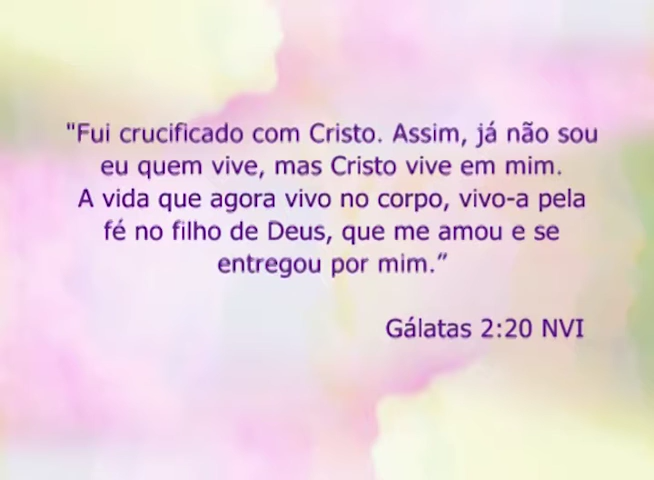 "Fui crucificado com Cristo. Assim, já não sou
eu quem vive, mas Cristo vive em mim.
A vida que agora vivo no corpo, vivo-a pela
fé no filho de Deus, que me amou e se
entregou por mim.”
Gálatas 2:20 NVI